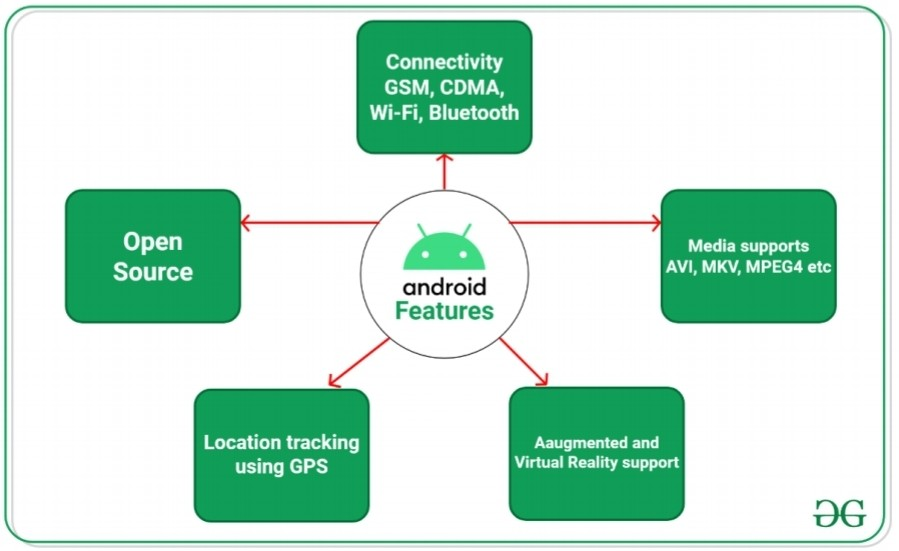 Connectivity
GSM, CDMA,
Wi-Fi, Bluetooth
Open
Source
Media supports
AVI, MKV, MPEG4 etc
android
Features
Location tracking
using GPS
Aaugmented and
Virtual Reality support